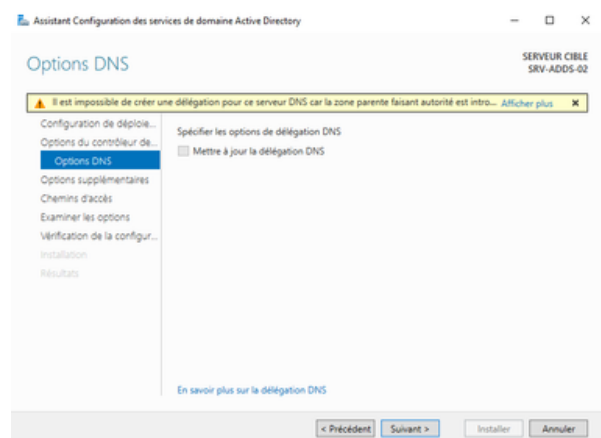 Assistant Configuration des services de domaine Active Directory
Options DNS
SERVEUR CIBLE
SRV-ADDS-02
Il est impossible de créer une délégation pour ce serveur DNS car la zone parente faisant autorité est intro... Afficher plus
Configuration de déploie...
Options du contrôleur de...
Options DNS
Options supplémentaires
Chemins d'accès
Examiner les options
Vérification de la configur...
Installation
Résultats
Spécifier les options de délégation DNS
Mettre à jour la délégation DNS
En savoir plus sur la délégation DNS
< Précédent
Suivant >
Installer
Annuler